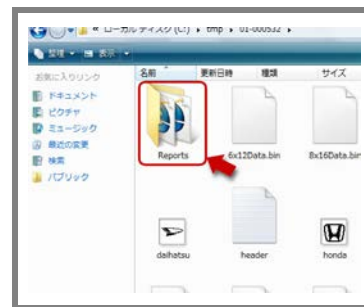 « ローカル ディスク (C:) ▸ tmp ▸ 01-000532 ▸
整理 表示
お気に入りリンク
名前 更新日時 種類 サイズ
ドキュメント
ピクチャ
ミュージック
最近の変更
検索
パブリック
Reports 6x12Data.bin 8x16Data.bin
daihatsu header honda